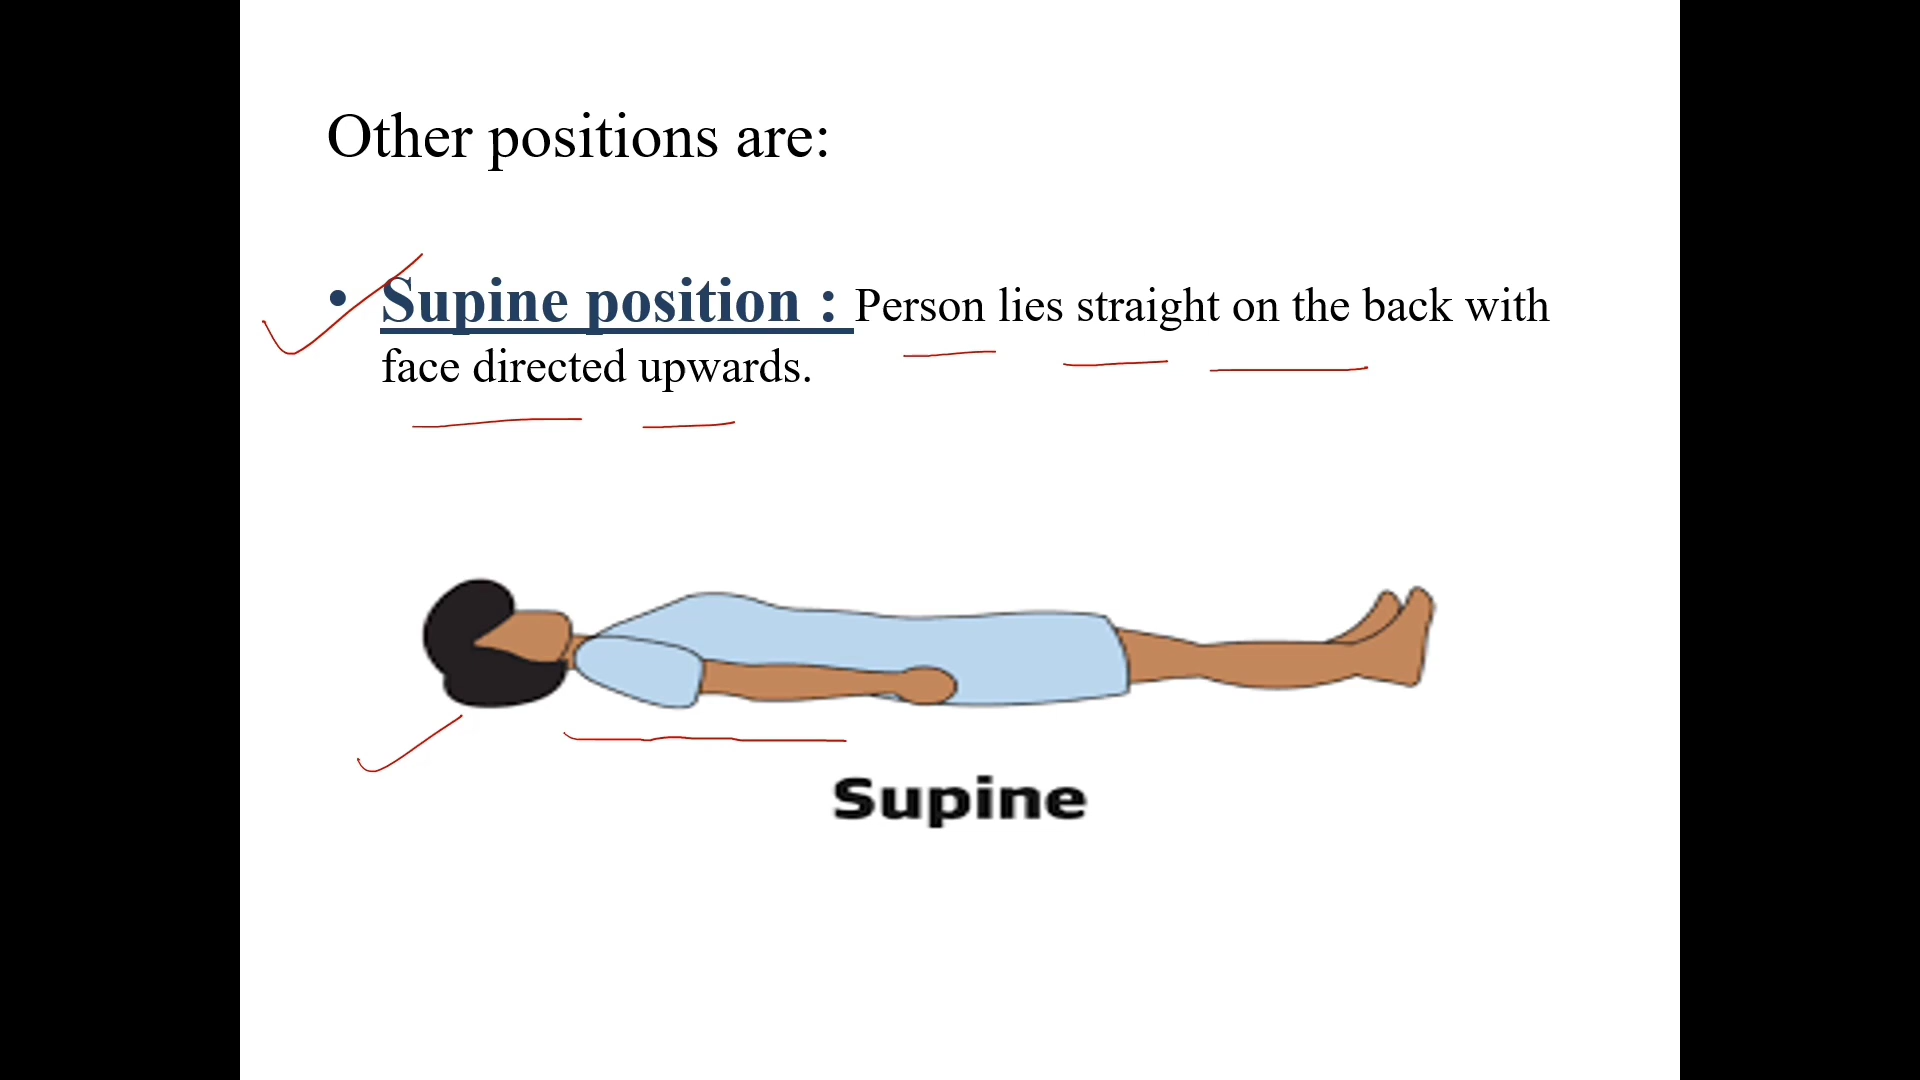 Other positions are:
• Supine position : Person lies straight on the back with
face directed upwards.
Supine